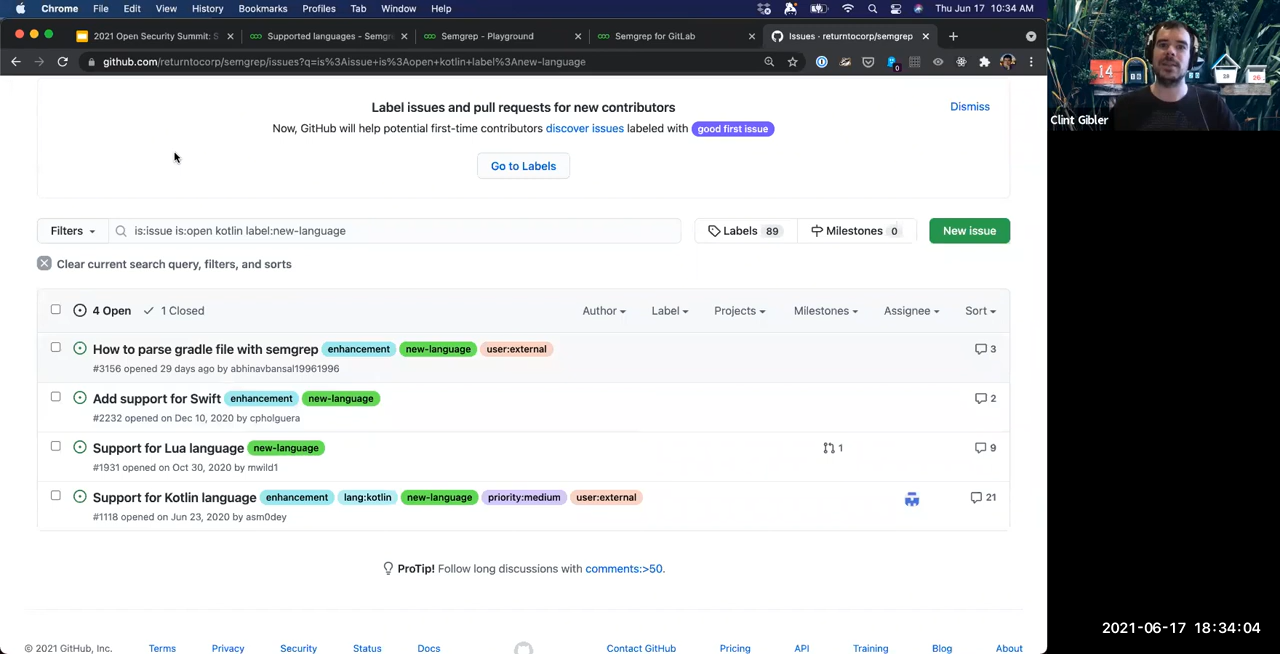 Chrome File Edit View History Bookmarks Profiles Tab Window Help Thu Jun 17 10:34 AM
2021 Open Security Summit: S Supported languages - Semgr Semgrep - Playground Semgrep for GitLab Issues · returntocorp/semgrep
github.com/returntocorp/semgrep/issues?q=is%3Aissue+is%3Aopen+kotlin+label%3Anew-language
Label issues and pull requests for new contributors
Dismiss
Now, GitHub will help potential first-time contributors discover issues labeled with good first issue
Go to Labels
Filters is:issue is:open kotlin label:new-language Labels 89 Milestones 0 New issue
Clear current search query, filters, and sorts
4 Open 1 Closed Author Label Projects Milestones Assignee Sort
How to parse gradle file with semgrep enhancement new-language user:external 3
#3156 opened 29 days ago by abhinavbansal19961996
Add support for Swift enhancement new-language 2
#2232 opened on Dec 10, 2020 by cpholguera
Support for Lua language new-language 1 9
#1931 opened on Oct 30, 2020 by mwild1
Support for Kotlin language enhancement lang:kotlin new-language priority:medium user:external 21
#1118 opened on Jun 23, 2020 by asm0dey
ProTip! Follow long discussions with comments:>50.
© 2021 GitHub, Inc. Terms Privacy Security Status Docs Contact GitHub Pricing API Training Blog About
14
Clint Gibler
2021-06-17 18:34:04